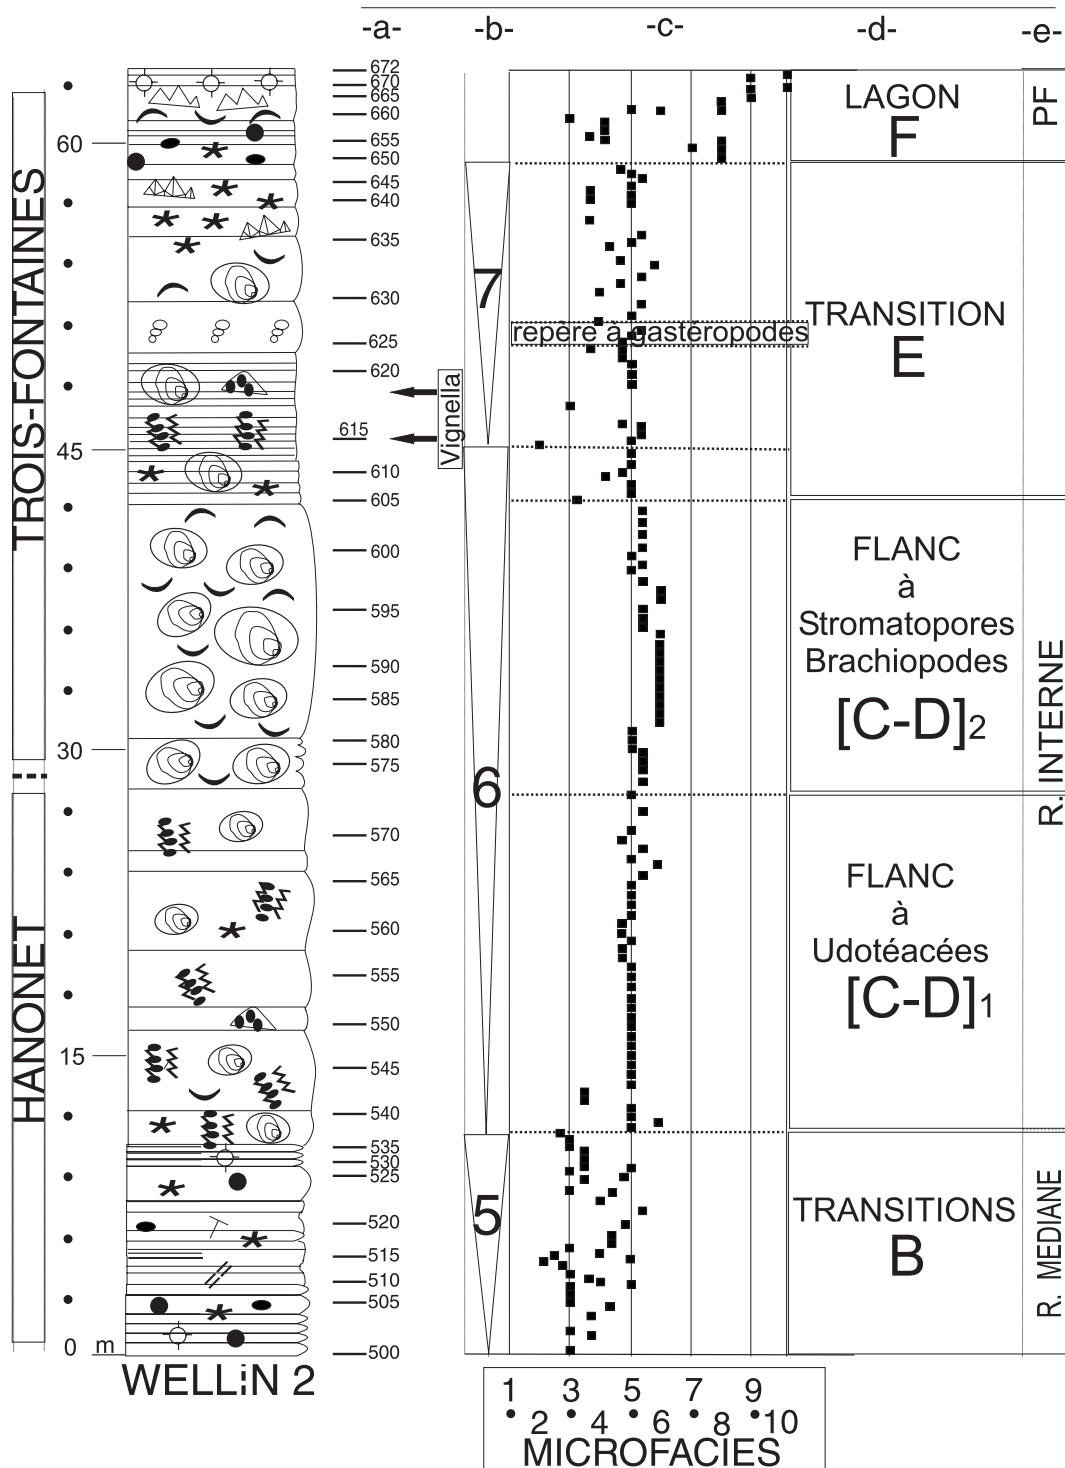 -a-
-b-
-c-
-d-
-e-
TROIS-FONTAINES
HANONET
60
45
30
15
0 m
WELLiN 2
672
670
665
660
655
650
645
640
635
630
625
620
615
610
605
600
595
590
585
580
575
570
565
560
555
550
545
540
535
530
525
520
515
510
505
500
Vignella
7
6
5
repère à gastéropodes
LAGON
F
TRANSITION
E
FLANC
à
Stromatopores
Brachiopodes
[C-D]2
FLANC
à
Udotéacées
[C-D]1
TRANSITIONS
B
PF
R. INTERNE
R. MEDIANE
1 3 5 7 9
2 4 6 8 10
MICROFACIES